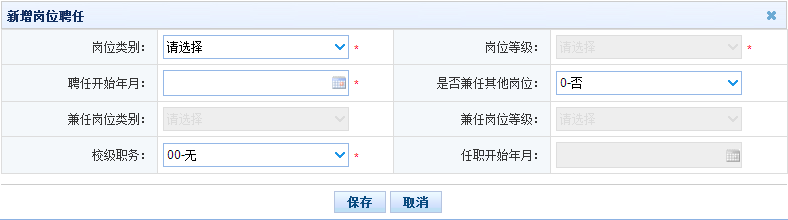 新增岗位聘任
岗位类别： 请选择 * 岗位等级： 请选择 *
聘任开始年月： * 是否兼任其他岗位： 0-否
兼任岗位类别： 请选择 兼任岗位等级： 请选择
校级职务： 00-无 * 任职开始年月：
保存 取消